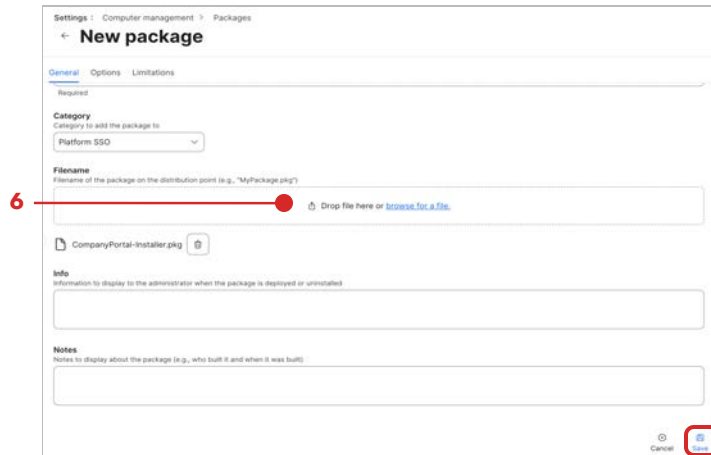 Settings : Computer management > Packages
← New package
General Options Limitations
Required
Category
Category to add the package to
Platform SSO
Filename
Filename of the package on the distribution point (e.g., "MyPackage.pkg")
6
Drop file here or browse for a file.
CompanyPortal-Installer.pkg
Info
Information to display to the administrator when the package is deployed or uninstalled
Notes
Notes to display about the package (e.g., who built it and when it was built)
Cancel Save